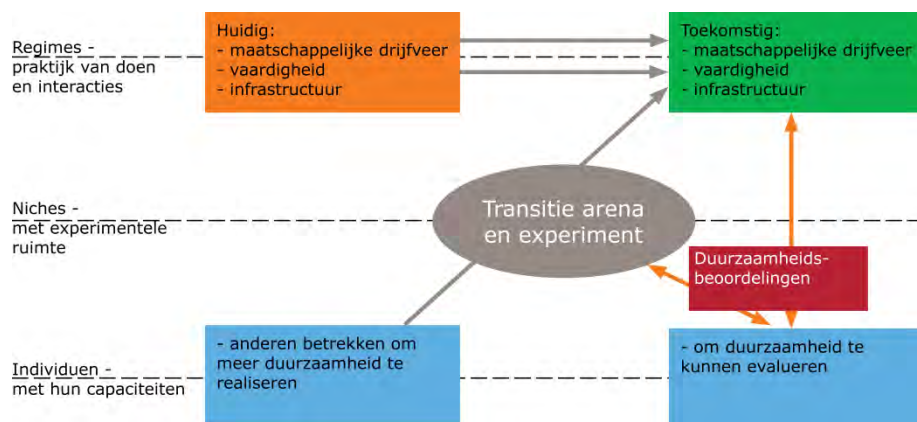 Regimes -
praktijk van doen
en interacties
Huidig:
- maatschappelijke drijfveer
- vaardigheid
- infrastructuur
Toekomstig:
- maatschappelijke drijfveer
- vaardigheid
- infrastructuur
Niches -
met experimentele
ruimte
Transitie arena
en experiment
Duurzaamheids-
beoordelingen
Individuen -
met hun capaciteiten
- anderen betrekken om
meer duurzaamheid te
realiseren
- om duurzaamheid te
kunnen evalueren